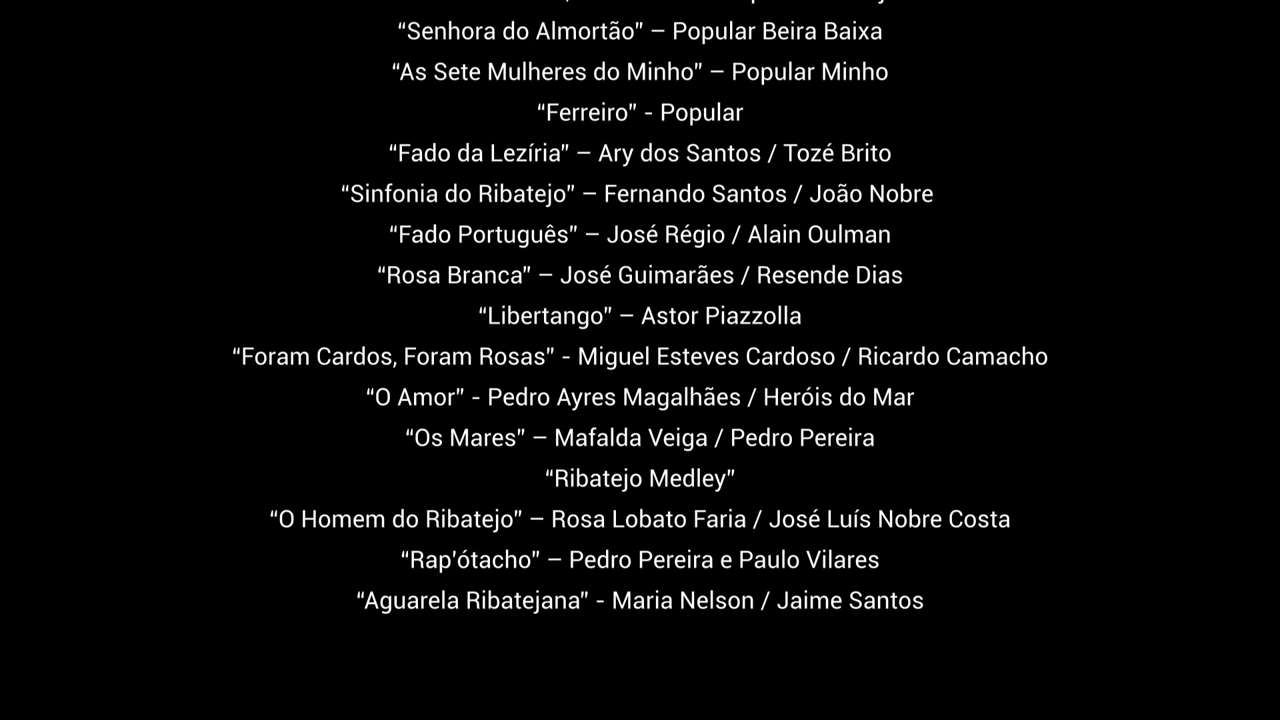 “Senhora do Almortão” – Popular Beira Baixa
“As Sete Mulheres do Minho” – Popular Minho
“Ferreiro” - Popular
“Fado da Lezíria” – Ary dos Santos / Tozé Brito
“Sinfonia do Ribatejo” – Fernando Santos / João Nobre
“Fado Português” – José Régio / Alain Oulman
“Rosa Branca” – José Guimarães / Resende Dias
“Libertango” – Astor Piazzolla
“Foram Cardos, Foram Rosas” - Miguel Esteves Cardoso / Ricardo Camacho
“O Amor” - Pedro Ayres Magalhães / Heróis do Mar
“Os Mares” – Mafalda Veiga / Pedro Pereira
“Ribatejo Medley”
“O Homem do Ribatejo” – Rosa Lobato Faria / José Luís Nobre Costa
“Rap’ótacho” – Pedro Pereira e Paulo Vilares
“Aguarela Ribatejana” - Maria Nelson / Jaime Santos